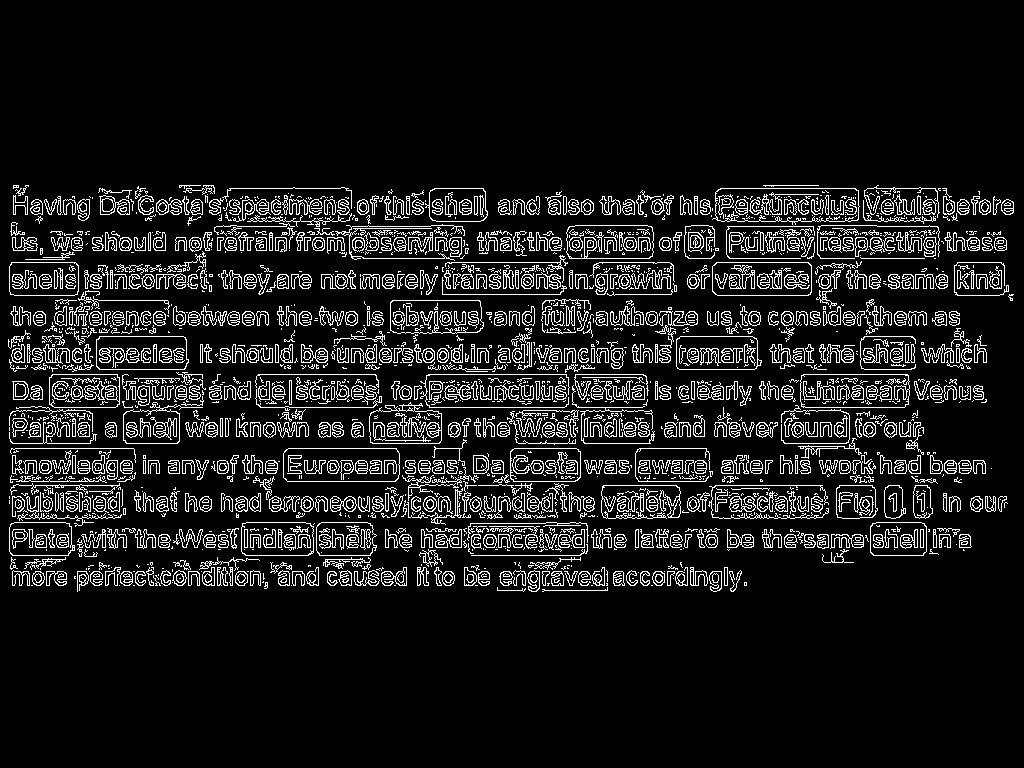 Having Da Costa's specimens of this shell, and also that of his Pectunculus Vetula before
us, we should not refrain from observing, that the opinion of Dr. Pultney respecting these
shells is incorrect; they are not merely transitions in growth, or varieties of the same kind,
the difference between the two is obvious, and fully authorize us to consider them as
distinct species. It should be understood in ad|vancing this remark, that the shell which
Da Costa figures and de|scribes, for Pectunculus Vetula is clearly the Linnaean Venus
Paphia, a shell well known as a native of the West Indies, and never found to our
knowledge in any of the European seas. Da Costa was aware, after his work had been
published, that he had erroneously con|founded the variety of Fasciatus, Fig. 1, 1, in our
Plate, with the West Indian shell; he had conceived the latter to be the same shell in a
more perfect condition, and caused it to be engraved accordingly.